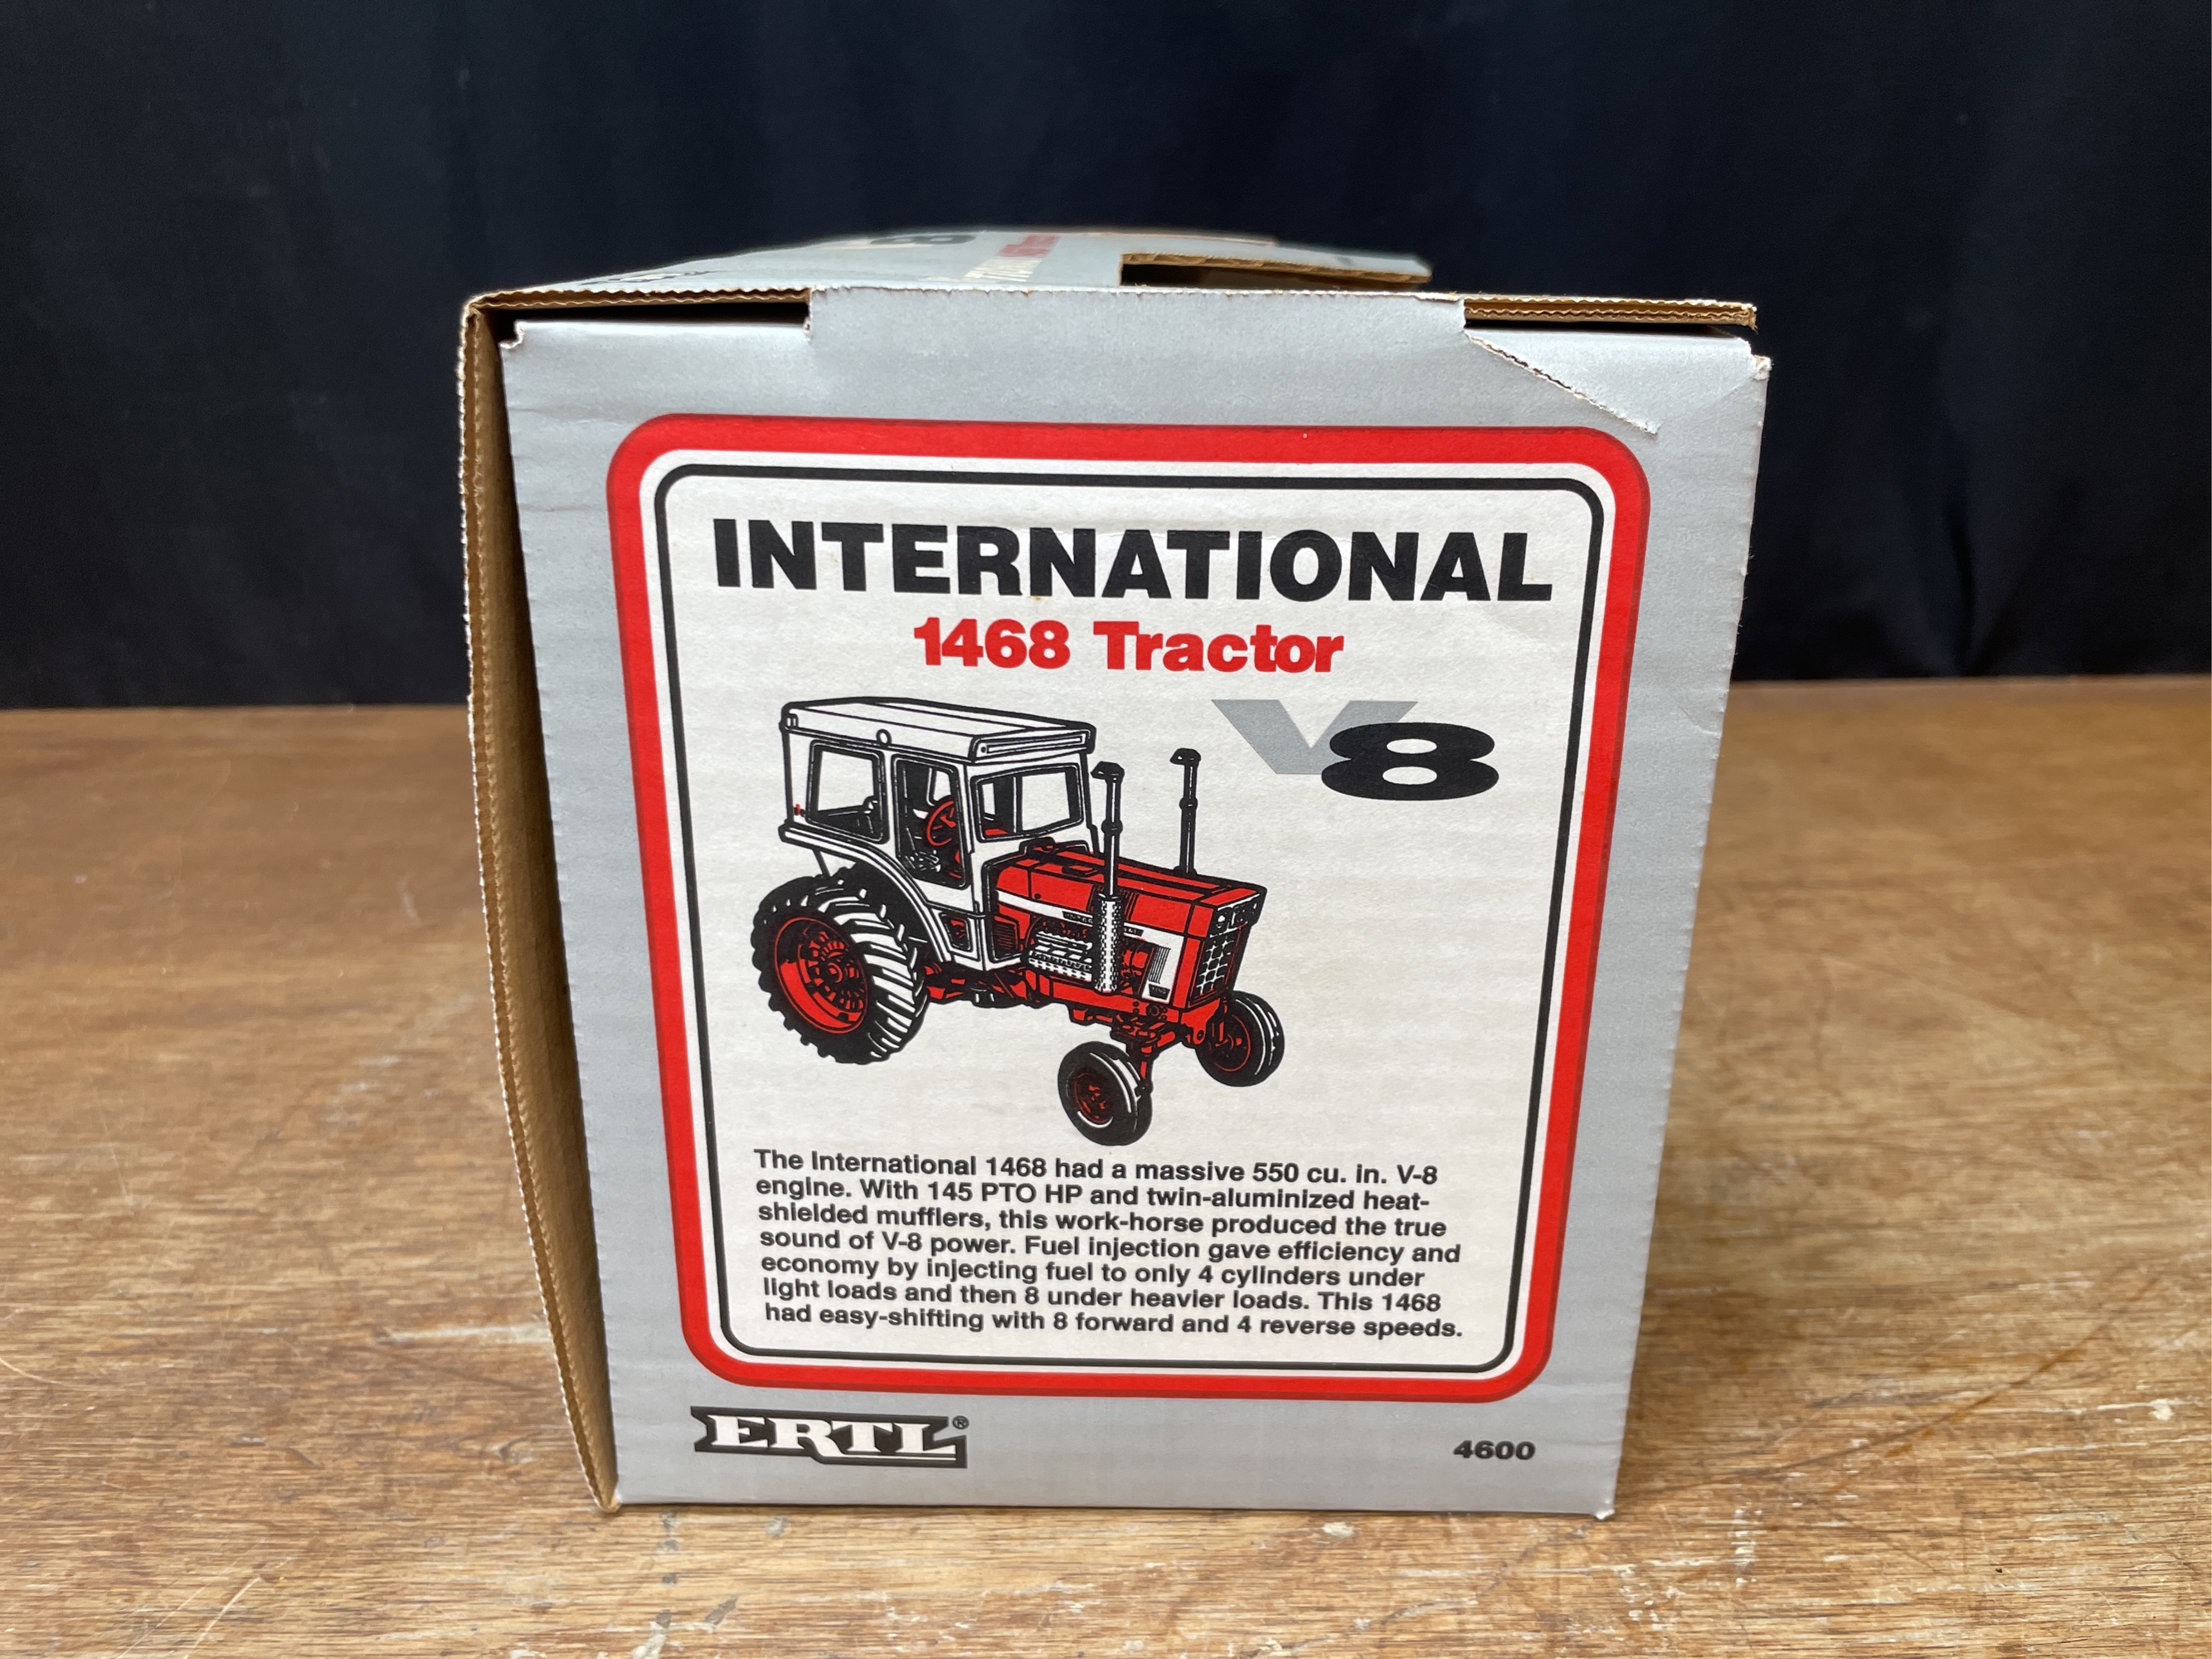 INTERNATIONAL
1468 Tractor
V8
The International 1468 had a massive 550 cu. in. V-8
engine. With 145 PTO HP and twin-aluminized heat-
shielded mufflers, this work-horse produced the true
sound of V-8 power. Fuel injection gave efficiency and
economy by injecting fuel to only 4 cylinders under
light loads and then 8 under heavier loads. This 1468
had easy-shifting with 8 forward and 4 reverse speeds.
ERTL®
4600